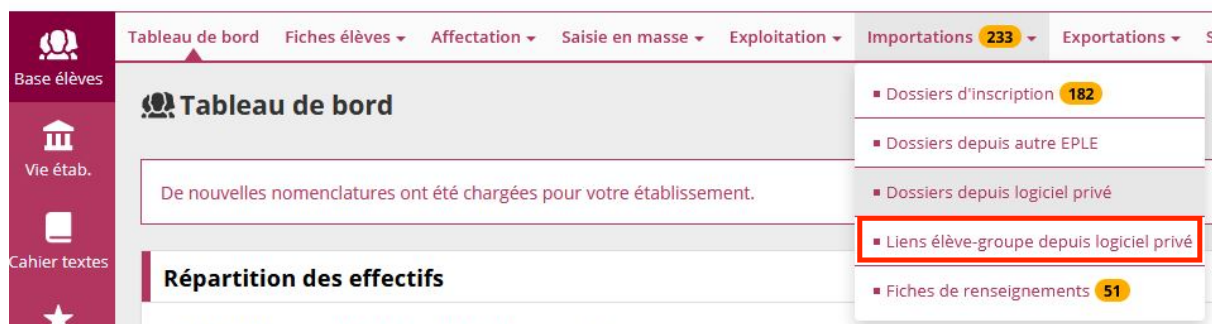 Base élèves
Vie étab.
Cahier textes
Tableau de bord Fiches élèves Affectation Saisie en masse Exploitation Importations 233 Exportations S
Tableau de bord
De nouvelles nomenclatures ont été chargées pour votre établissement.
Répartition des effectifs
Dossiers d'inscription 182
Dossiers depuis autre EPLE
Dossiers depuis logiciel privé
Liens élève-groupe depuis logiciel privé
Fiches de renseignements 51